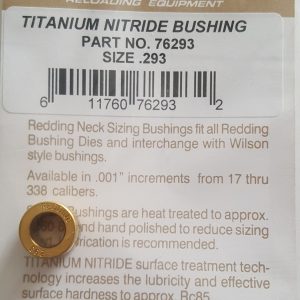 RELOADING EQUIPMENT
TITANIUM NITRIDE BUSHING
PART NO. 76293
SIZE .293
6 11760 76293 2
Redding Neck Sizing Bushings fit all Redding
Bushing Dies and interchange with Wilson
style bushings.
Available in .001" increments from 17 thru
338 calibers.
Bushings are heat treated to approx.
hand polished to reduce sizing
is recommended.
TITANIUM NITRIDE surface treatment tech-
nology increases the lubricity and effective
surface hardness to approx. Rc85.